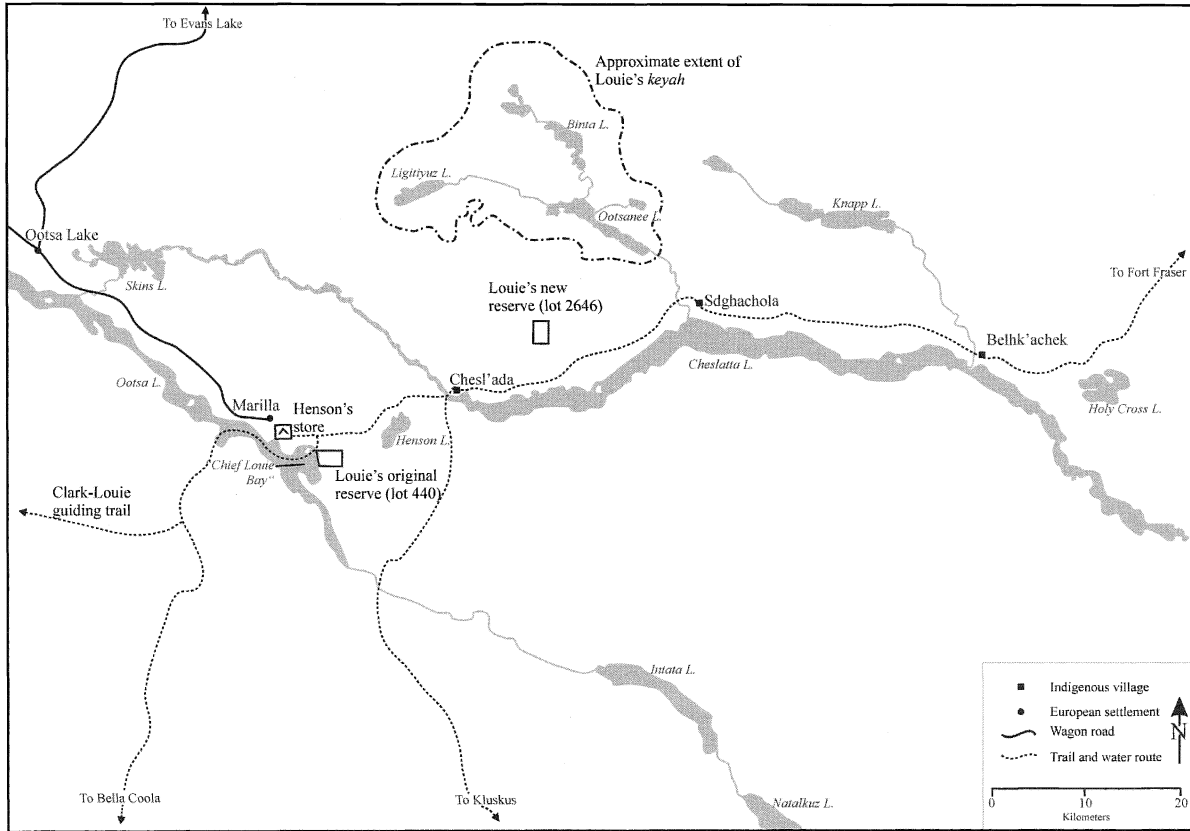 To Evans Lake
Approximate extent of
Louie's keyah
Binta L.
Ligitiyuz L.
Ootsanee L.
Knapp L.
Ootsa Lake
Skins L.
To Fort Fraser
Louie's new
reserve (lot 2646)
Sdghachola
Belhk'achek
Cheslatta L.
Holy Cross L.
Ootsa L.
Chesl'ada
Marilla
Henson's
store
Henson L.
Chief Louie
Bay"
Louie's original
reserve (lot 440)
Clark-Louie
guiding trail
Intata L.
Natalkuz L.
To Bella Coola
To Kluskus
Indigenous village
European settlement
Wagon road
Trail and water route
N
0 10 20
Kilometers